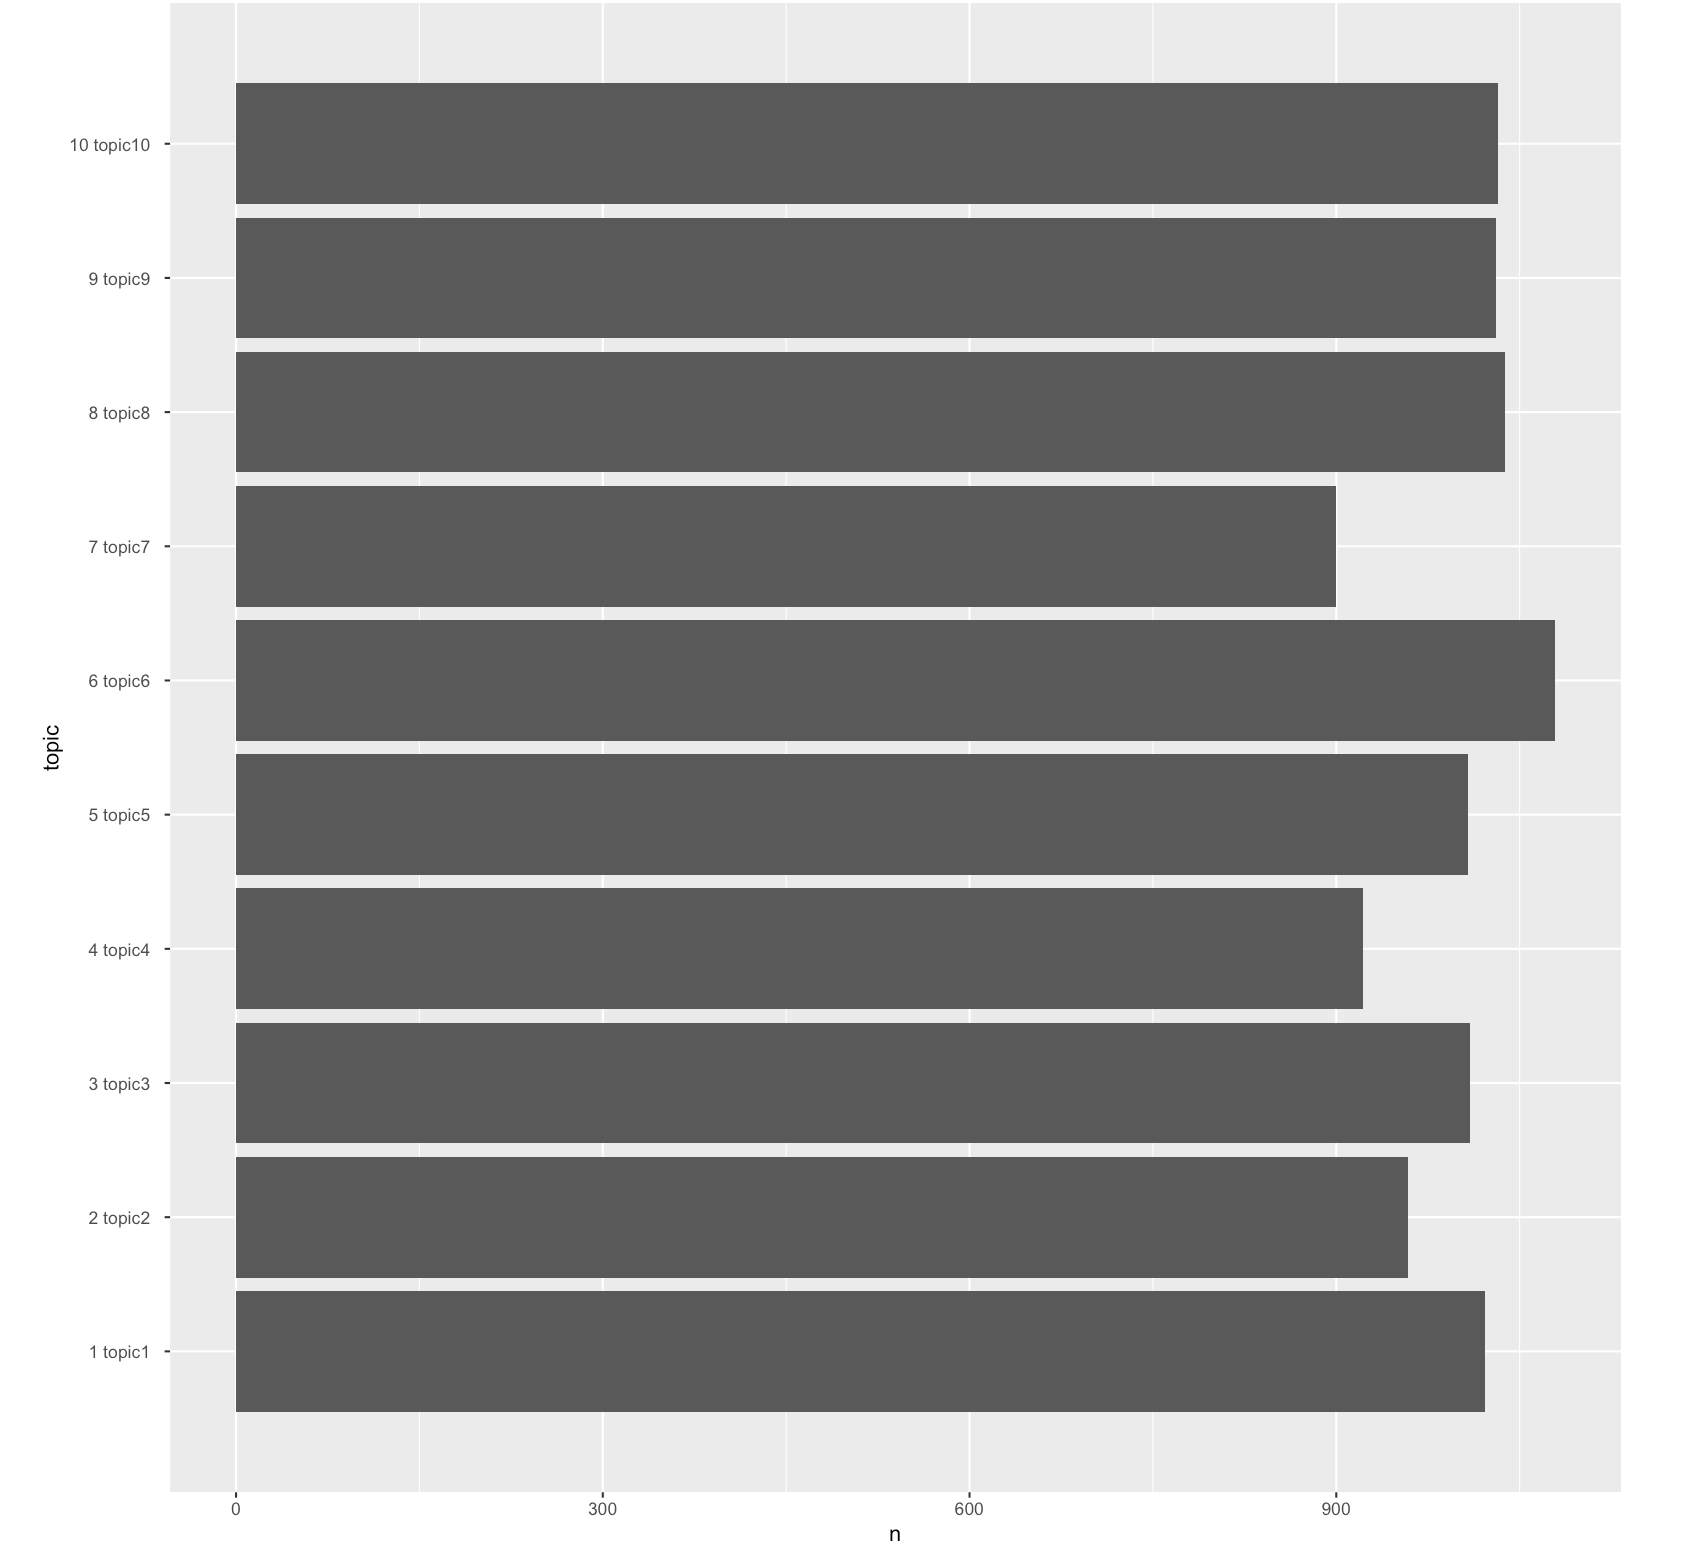 10 topic10
9 topic9
8 topic8
7 topic7
6 topic6
5 topic5
4 topic4
3 topic3
2 topic2
1 topic1
topic
0 300 600 900
n